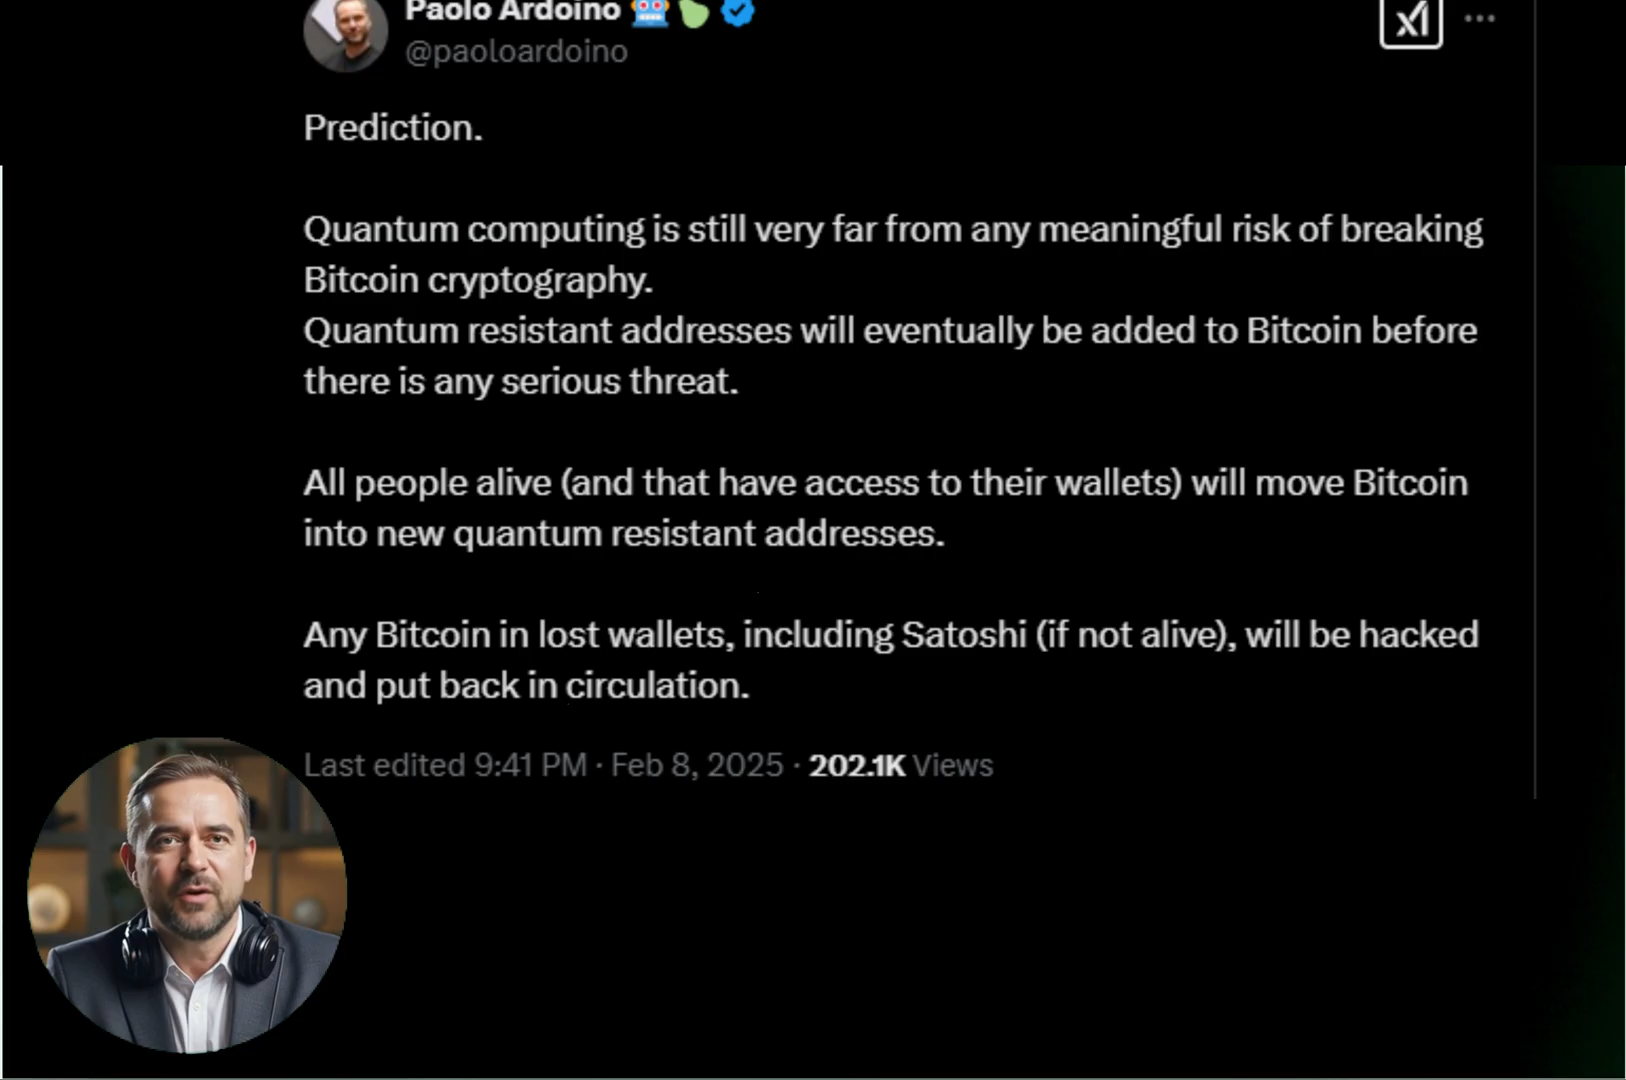 Paolo Ardoino
@paoloardoino
Prediction.
Quantum computing is still very far from any meaningful risk of breaking
Bitcoin cryptography.
Quantum resistant addresses will eventually be added to Bitcoin before
there is any serious threat.
All people alive (and that have access to their wallets) will move Bitcoin
into new quantum resistant addresses.
Any Bitcoin in lost wallets, including Satoshi (if not alive), will be hacked
and put back in circulation.
Last edited 9:41 PM · Feb 8, 2025 · 202.1K Views